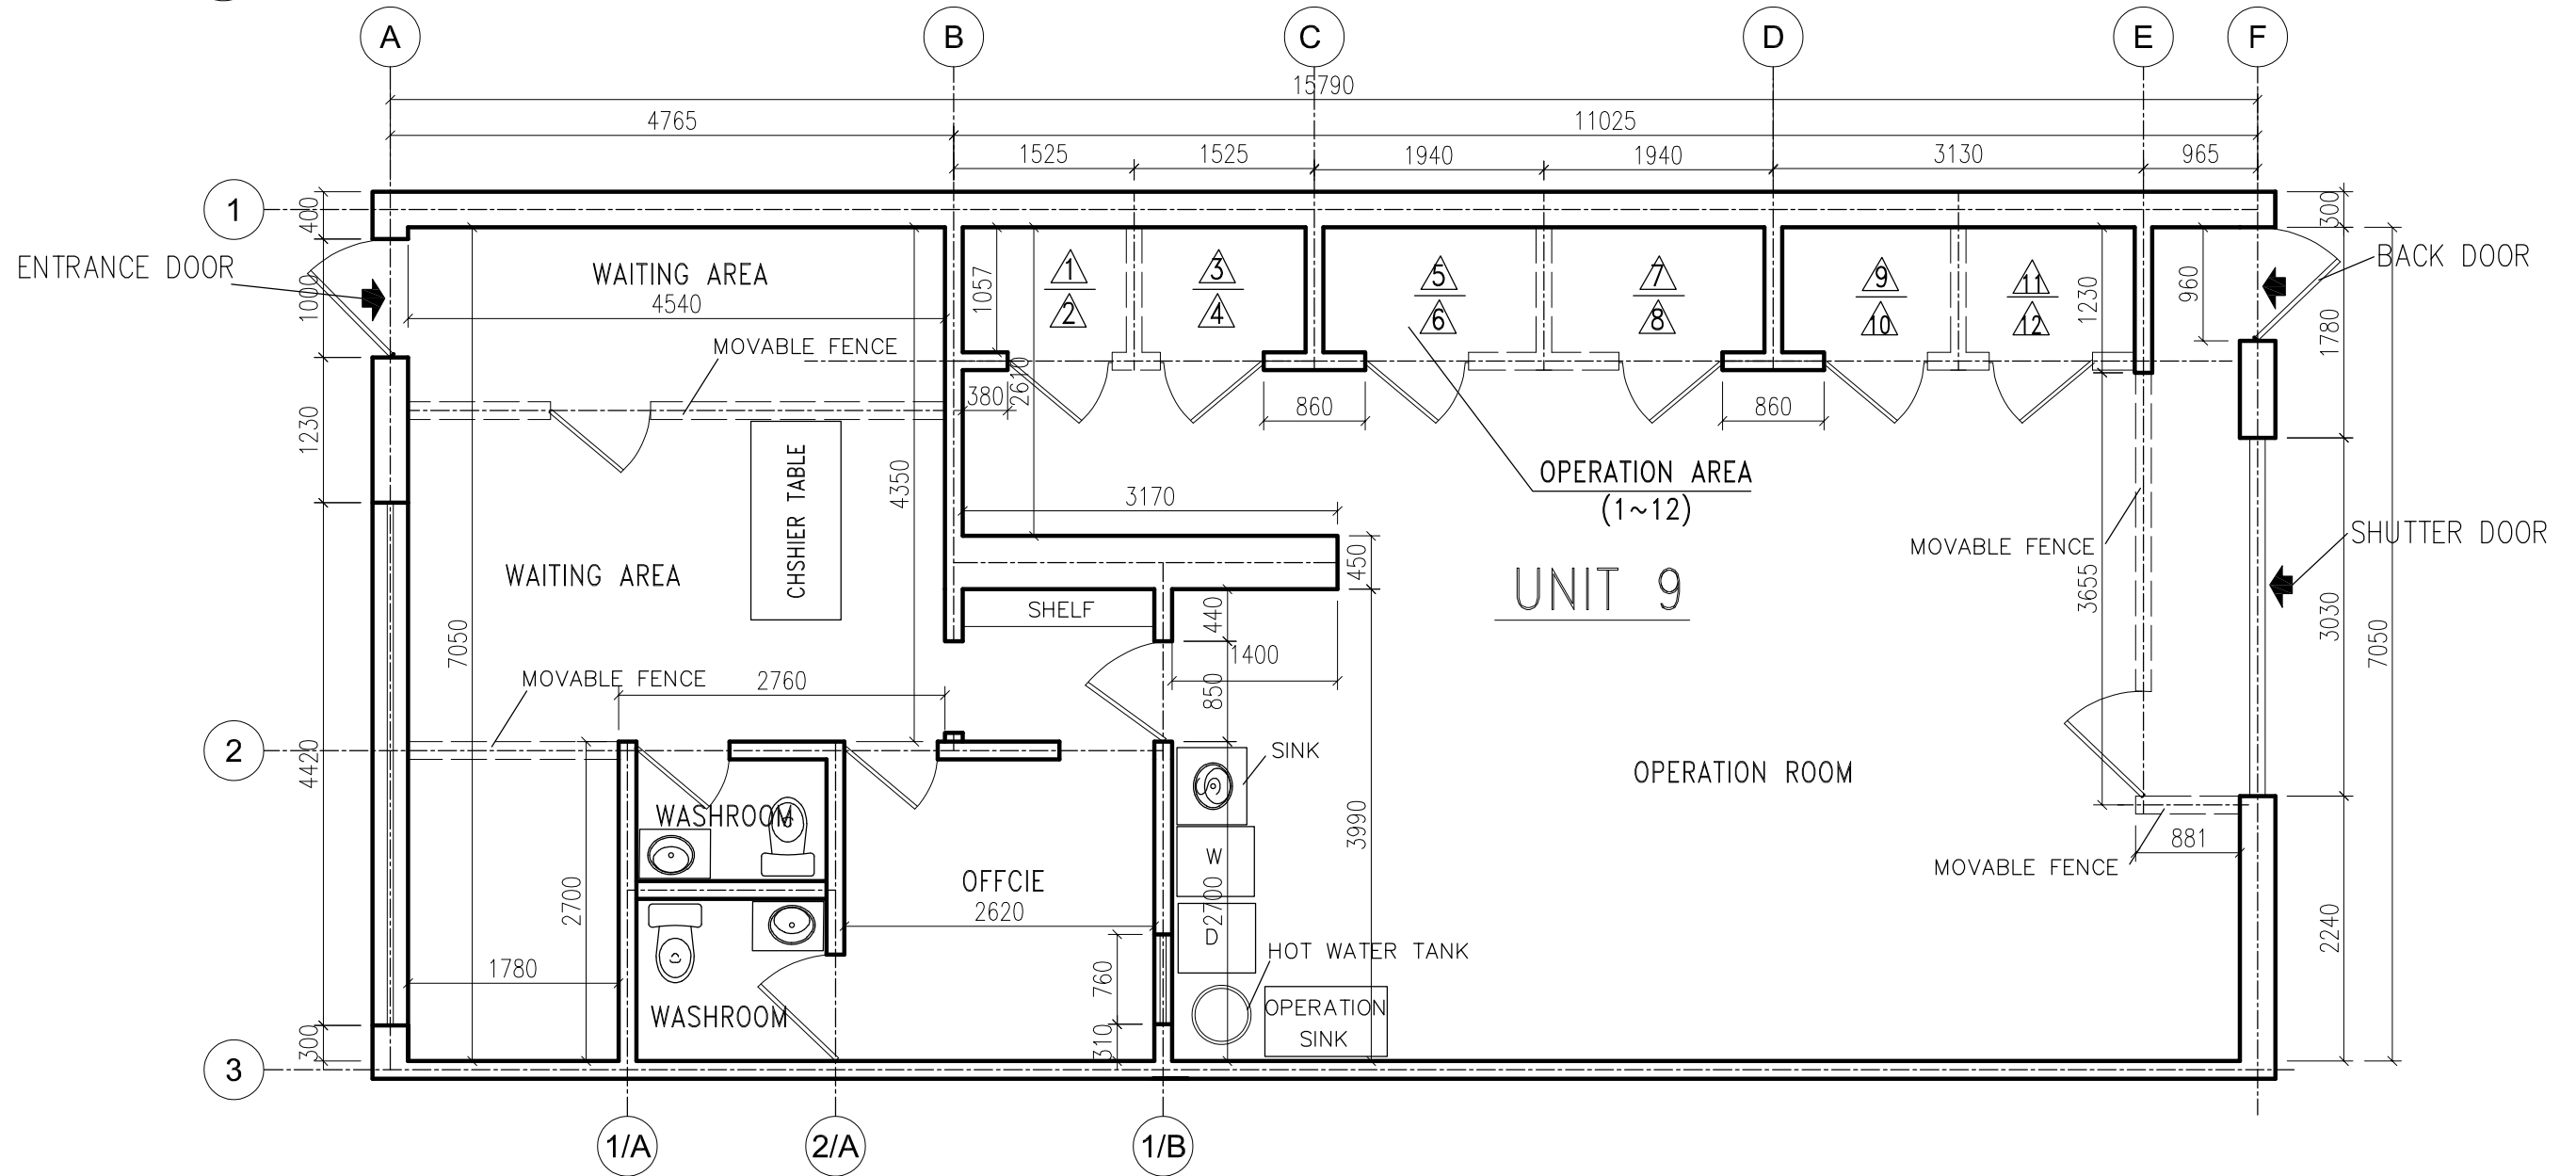 A B C D E F
15790
4765 11025
1525 1525 1940 1940 3130 965
1
400
300
ENTRANCE DOOR
WAITING AREA
4540
1000
1057
2610
1
2
3
4
5
6
7
8
9
10
11
12
1230
960
BACK DOOR
1780
MOVABLE FENCE
380
860
860
1230
CHSHIER TABLE
4350
OPERATION AREA
(1~12)
3170
450
MOVABLE FENCE
SHUTTER DOOR
WAITING AREA
UNIT 9
SHELF
440
3655
3030
7050
7050
1400
MOVABLE FENCE
2760
850
2
4420
SINK
OPERATION ROOM
WASHROOM
3990
W
881
MOVABLE FENCE
OFFCIE
2620
2700
2700
D
2240
HOT WATER TANK
1780
760
WASHROOM
OPERATION
SINK
300
310
3
1/A 2/A 1/B